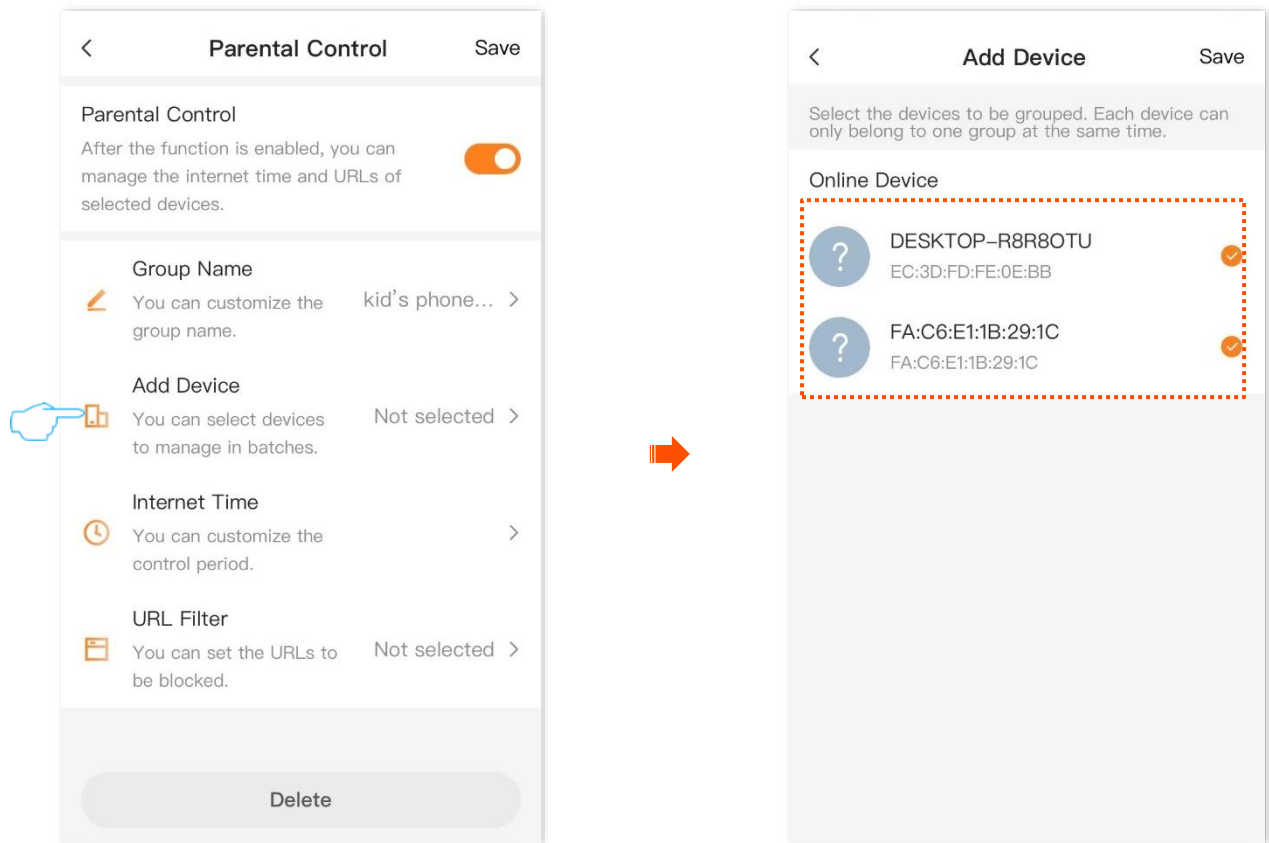 Parental Control
Save
Parental Control
After the function is enabled, you can
manage the internet time and URLs of
selected devices.
Group Name
You can customize the
group name.
kid's phone...
Add Device
You can select devices
to manage in batches.
Not selected
Internet Time
You can customize the
control period.
URL Filter
You can set the URLs to
be blocked.
Not selected
Delete
Add Device
Save
Select the devices to be grouped. Each device can
only belong to one group at the same time.
Online Device
?
DESKTOP-R8R8OTU
EC:3D:FD:FE:0E:BB
?
FA:C6:E1:1B:29:1C
FA:C6:E1:1B:29:1C